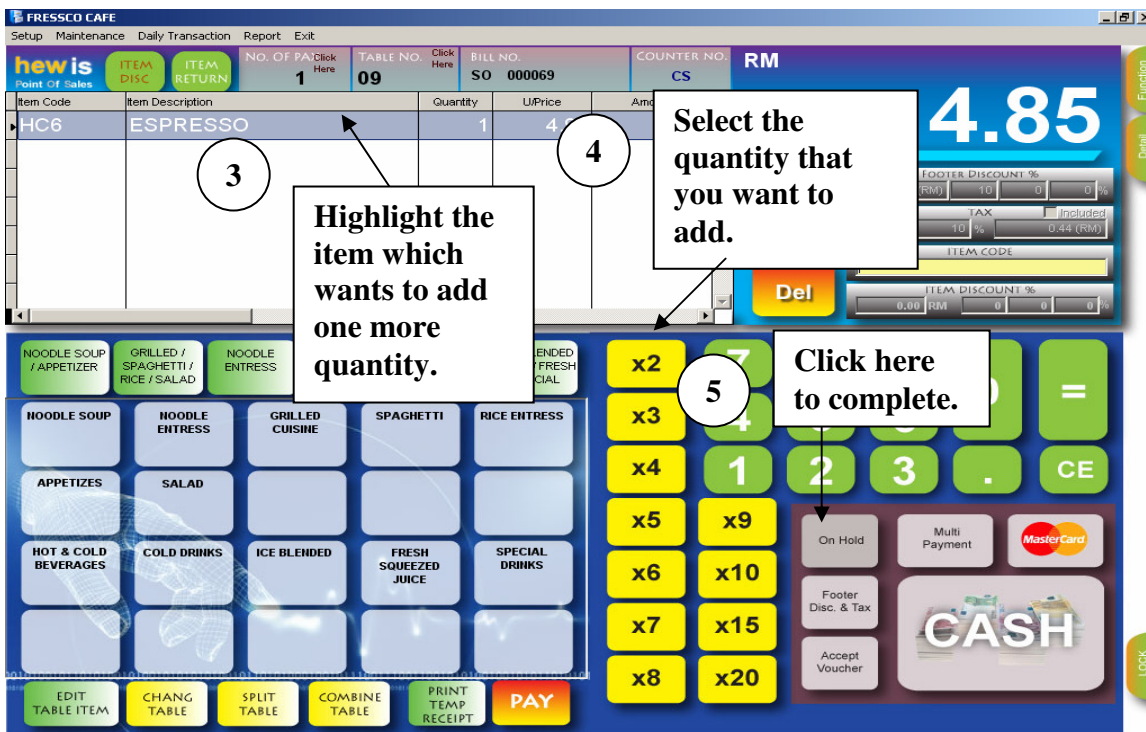 FRESSCO CAFE
Setup Maintenance Daily Transaction Report Exit
hew is
Point Of Sales
ITEM
DISC
ITEM
RETURN
NO. OF PAX
Click
Here
1
TABLE NO.
Click
Here
09
BILL NO.
SO 000069
COUNTER NO.
CS
RM
4.85
Function
Detail
Item Code Item Description Quantity U/Price
HC6 ESPRESSO 1
3
4
Highlight the
item which
wants to add
one more
quantity.
Select the
quantity that
you want to
add.
FOOTER DISCOUNT %
(RM) 10 0 0 %
TAX Included
10 % 0.44 (RM)
ITEM CODE
Del
ITEM DISCOUNT %
0.00 RM 0 0 0 %
NOODLE SOUP
/ APPETIZER
GRILLED /
SPAGHETTI /
RICE / SALAD
NOODLE
ENTRESS
/ FRESH
NOODLE SOUP
NOODLE
ENTRESS
GRILLED
CUISINE
SPAGHETTI
RICE ENTRESS
APPETIZES
SALAD
HOT & COLD
BEVERAGES
COLD DRINKS
ICE BLENDED
FRESH
SQUEEZED
JUICE
SPECIAL
DRINKS
x2
x3
x4
x5 x9
x6 x10
x7 x15
x8 x20
5
Click here
to complete.
7
=
4
1 2 3 . CE
On Hold
Multi
Payment
MasterCard
Footer
Disc. & Tax
Accept
Voucher
CASH
LOCK
EDIT
TABLE ITEM
CHANG
TABLE
SPLIT
TABLE
COMBINE
TABLE
PRINT
TEMP
RECEIPT
PAY